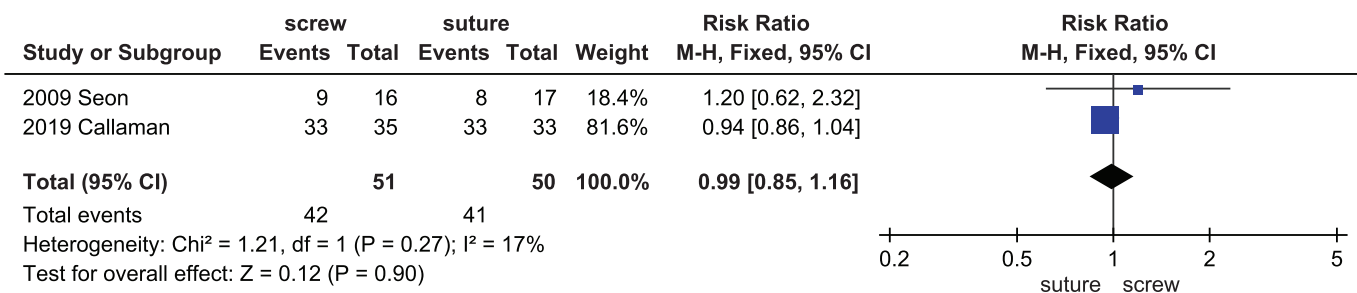 screw suture Risk Ratio Risk Ratio
Study or Subgroup Events Total Events Total Weight M-H, Fixed, 95% CI M-H, Fixed, 95% CI
2009 Seon 9 16 8 17 18.4% 1.20 [0.62, 2.32]
2019 Callaman 33 35 33 33 81.6% 0.94 [0.86, 1.04]
Total (95% CI) 51 50 100.0% 0.99 [0.85, 1.16]
Total events 42 41
Heterogeneity: Chi² = 1.21, df = 1 (P = 0.27); I² = 17%
Test for overall effect: Z = 0.12 (P = 0.90)
0.2 0.5 1 2 5
suture screw